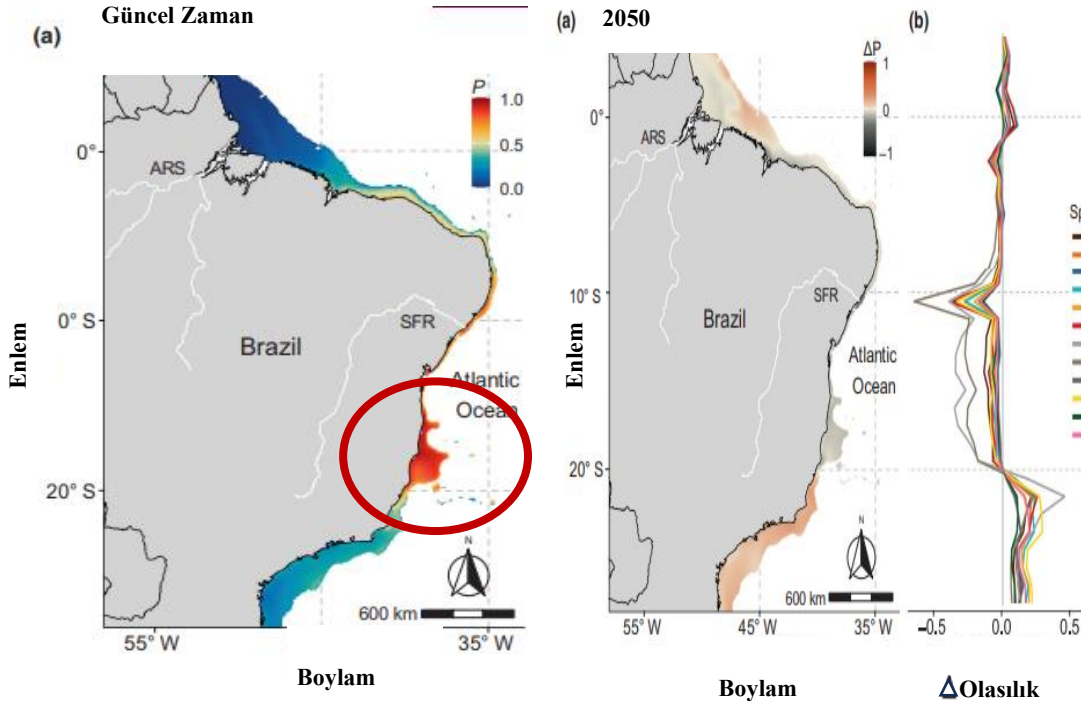 Güncel Zaman
(a)
P
1.0
0.5
0.0
0°
ARS
SFR
0° S
Brazil
Atlantic
Ocean
20° S
N
600 km
55° W
35° W
Enlem
Boylam
(a)
2050
ΔP
1
0
−1
0°
ARS
10° S
SFR
Brazil
Atlantic
Ocean
20° S
N
600 km
55° W
45° W
35° W
Enlem
Boylam
(b)
Sp
−0.5
0.0
0.5
ΔOlasılık